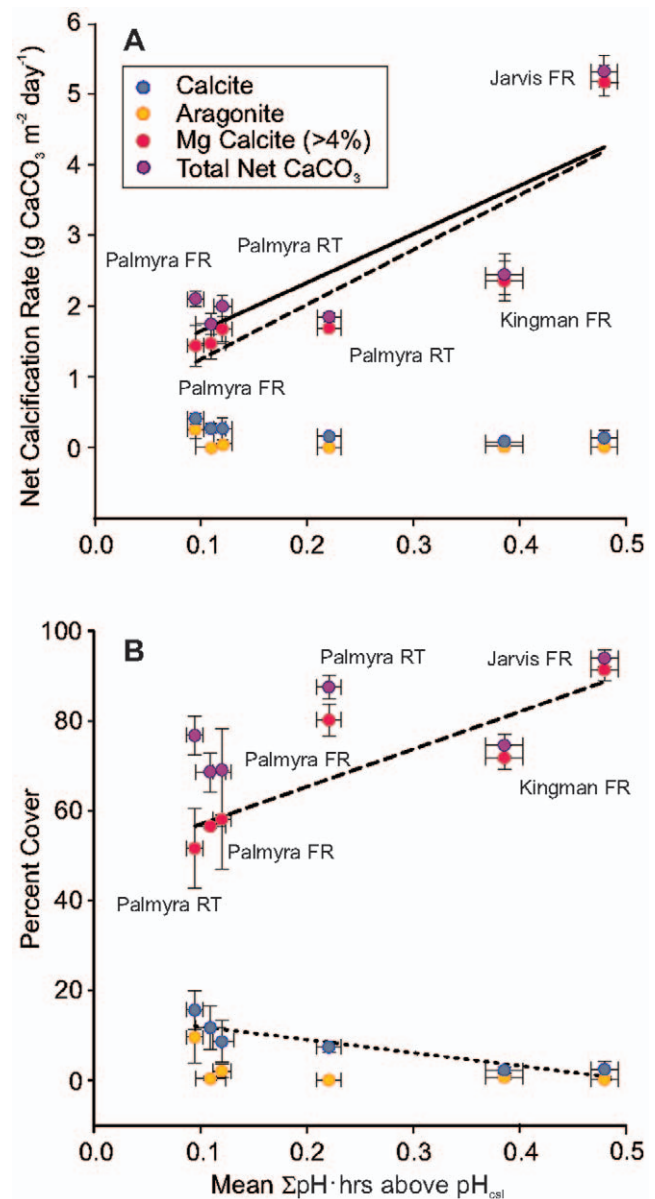 A
Calcite
Aragonite
Mg Calcite (>4%)
Total Net CaCO₃
Jarvis FR
Palmyra FR
Palmyra RT
Kingman FR
Palmyra RT
Palmyra FR
Net Calcification Rate (g CaCO₃ m⁻² day⁻¹)
6
5
4
3
2
1
0
0.0 0.1 0.2 0.3 0.4 0.5
B
Palmyra RT
Jarvis FR
Palmyra FR
Kingman FR
Palmyra FR
Palmyra RT
Percent Cover
100
80
60
40
20
0
0.0 0.1 0.2 0.3 0.4 0.5
Mean ΣpH·hrs above pH_csl